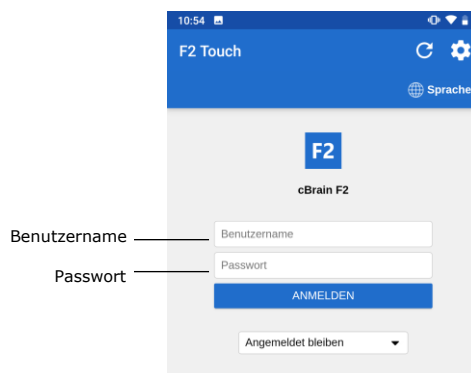 10:54
F2 Touch
Sprache
F2
cBrain F2
Benutzername
Benutzername
Passwort
Passwort
ANMELDEN
Angemeldet bleiben